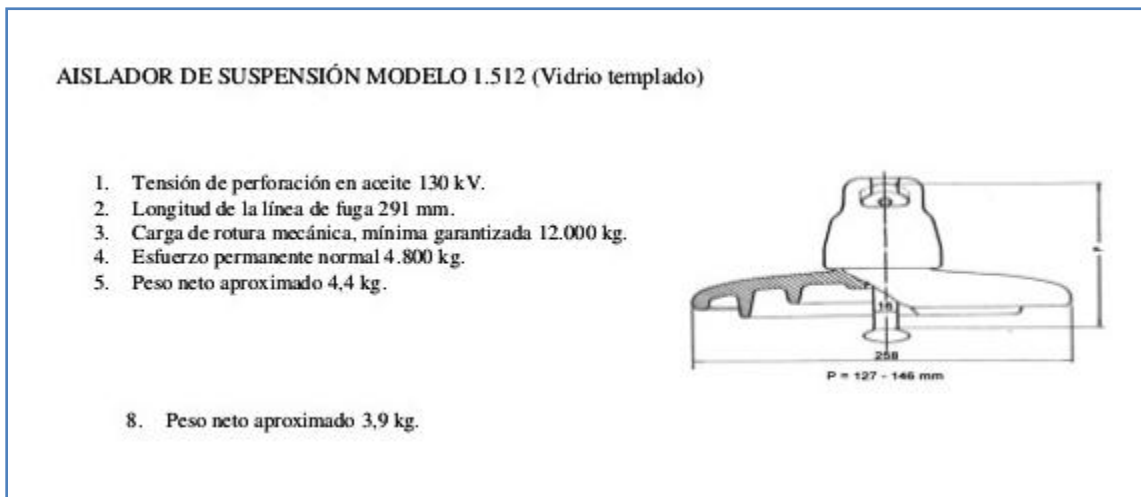 AISLADOR DE SUSPENSIÓN MODELO 1.512 (Vidrio templado)
1. Tensión de perforación en aceite 130 kV.
2. Longitud de la línea de fuga 291 mm.
3. Carga de rotura mecánica, mínima garantizada 12.000 kg.
4. Esfuerzo permanente normal 4.800 kg.
5. Peso neto aproximado 4,4 kg.
P
16
258
P = 127 - 146 mm
8. Peso neto aproximado 3,9 kg.